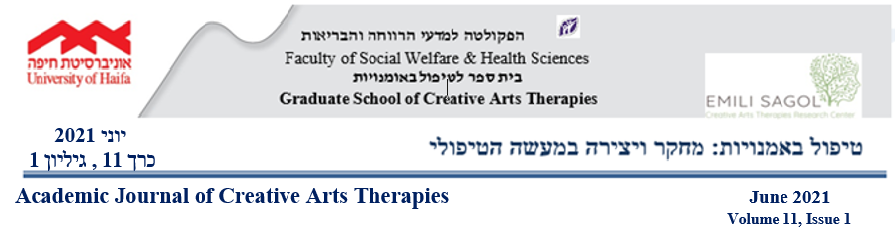 אוניברסיטת חיפה
University of Haifa
הפקולטה למדעי הרווחה והבריאות
Faculty of Social Welfare & Health Sciences
בית ספר לטיפול באומנויות
Graduate School of Creative Arts Therapies
EMILI SAGOL
Creative Arts Therapies Research Center
יוני 2021
כרך 11 , גיליון 1
טיפול באמנויות: מחקר ויצירה במעשה הטיפולי
Academic Journal of Creative Arts Therapies
June 2021
Volume 11, Issue 1